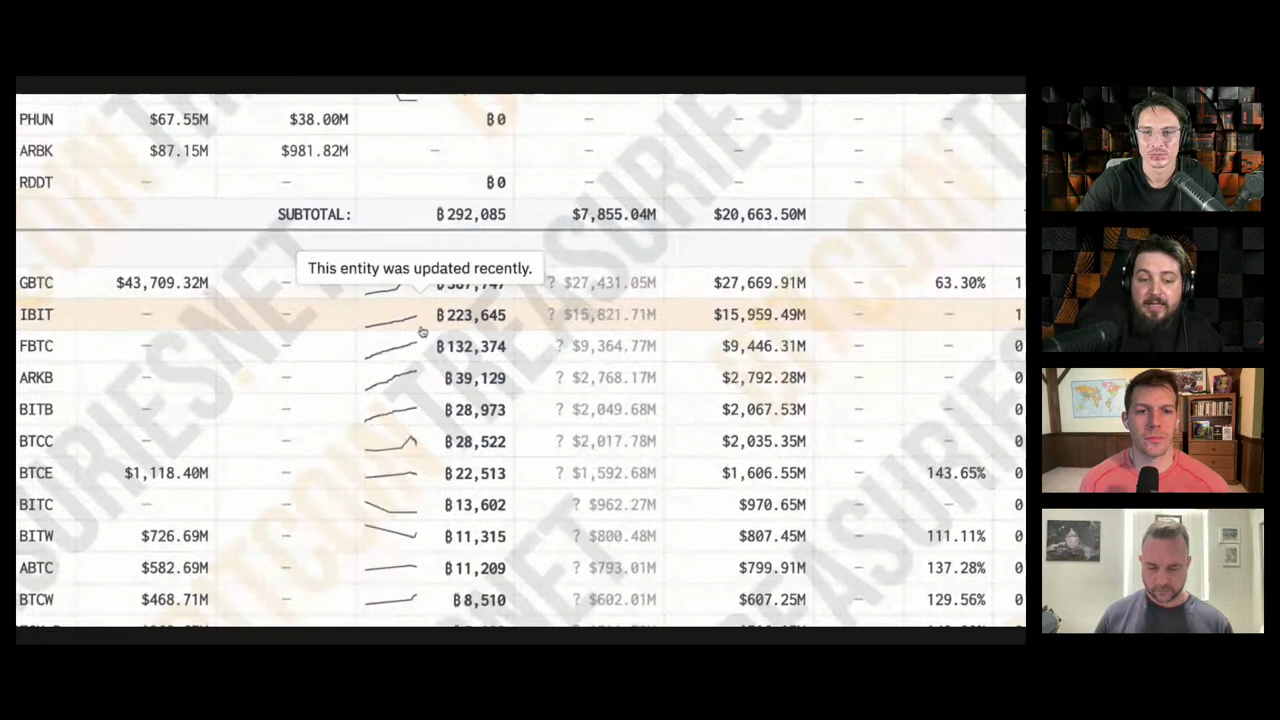 PHUN $67.55M $38.00M ₿0 – – – –
ARBK $87.15M $981.82M – – – – –
RDDT – – ₿0 – – – –
SUBTOTAL: ₿292,085 $7,855.04M $20,663.50M
This entity was updated recently.
GBTC $43,709.32M – ? $27,431.05M $27,669.91M – 63.30% 1
IBIT – – ₿223,645 ? $15,821.71M $15,959.49M – – 1
FBTC – – ₿132,374 ? $9,364.77M $9,446.31M – – 0
ARKB – – ₿39,129 ? $2,768.17M $2,792.28M – – 0
BITB – – ₿28,973 ? $2,049.68M $2,067.53M – – 0
BTCC – – ₿28,522 ? $2,017.78M $2,035.35M – – 0
BTCE $1,118.40M – ₿22,513 ? $1,592.68M $1,606.55M – 143.65% 0
BITC – – ₿13,602 ? $962.27M $970.65M – – 0
BITW $726.69M – ₿11,315 ? $800.48M $807.45M – 111.11% 0
ABTC $582.69M – ₿11,209 ? $793.01M $799.91M – 137.28% 0
BTCW $468.71M – ₿8,510 ? $602.01M $607.25M – 129.56% 0